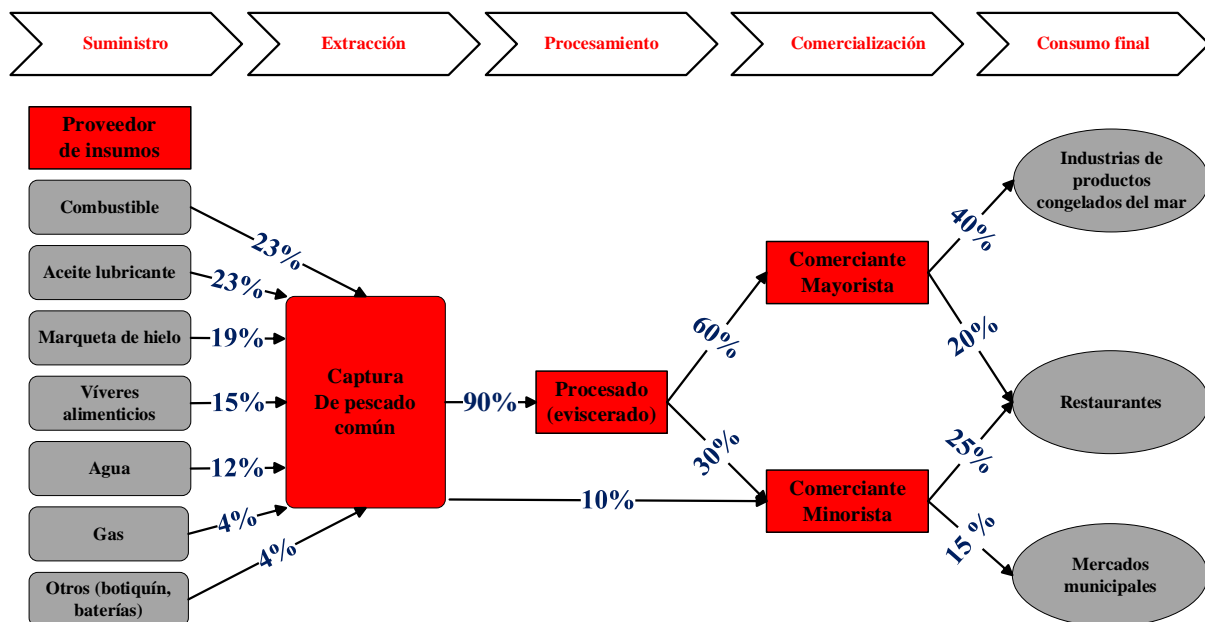 Suministro
Extracción
Procesamiento
Comercialización
Consumo final
Proveedor
de insumos
Combustible
Aceite lubricante
Marqueta de hielo
Víveres
alimenticios
Agua
Gas
Otros (botiquín,
baterías)
23%
23%
19%
15%
12%
4%
4%
Captura
De pescado
común
90%
10%
Procesado
(eviscerado)
60%
30%
Comerciante
Mayorista
Comerciante
Minorista
40%
20%
25%
15 %
Industrias de
productos
congelados del mar
Restaurantes
Mercados
municipales